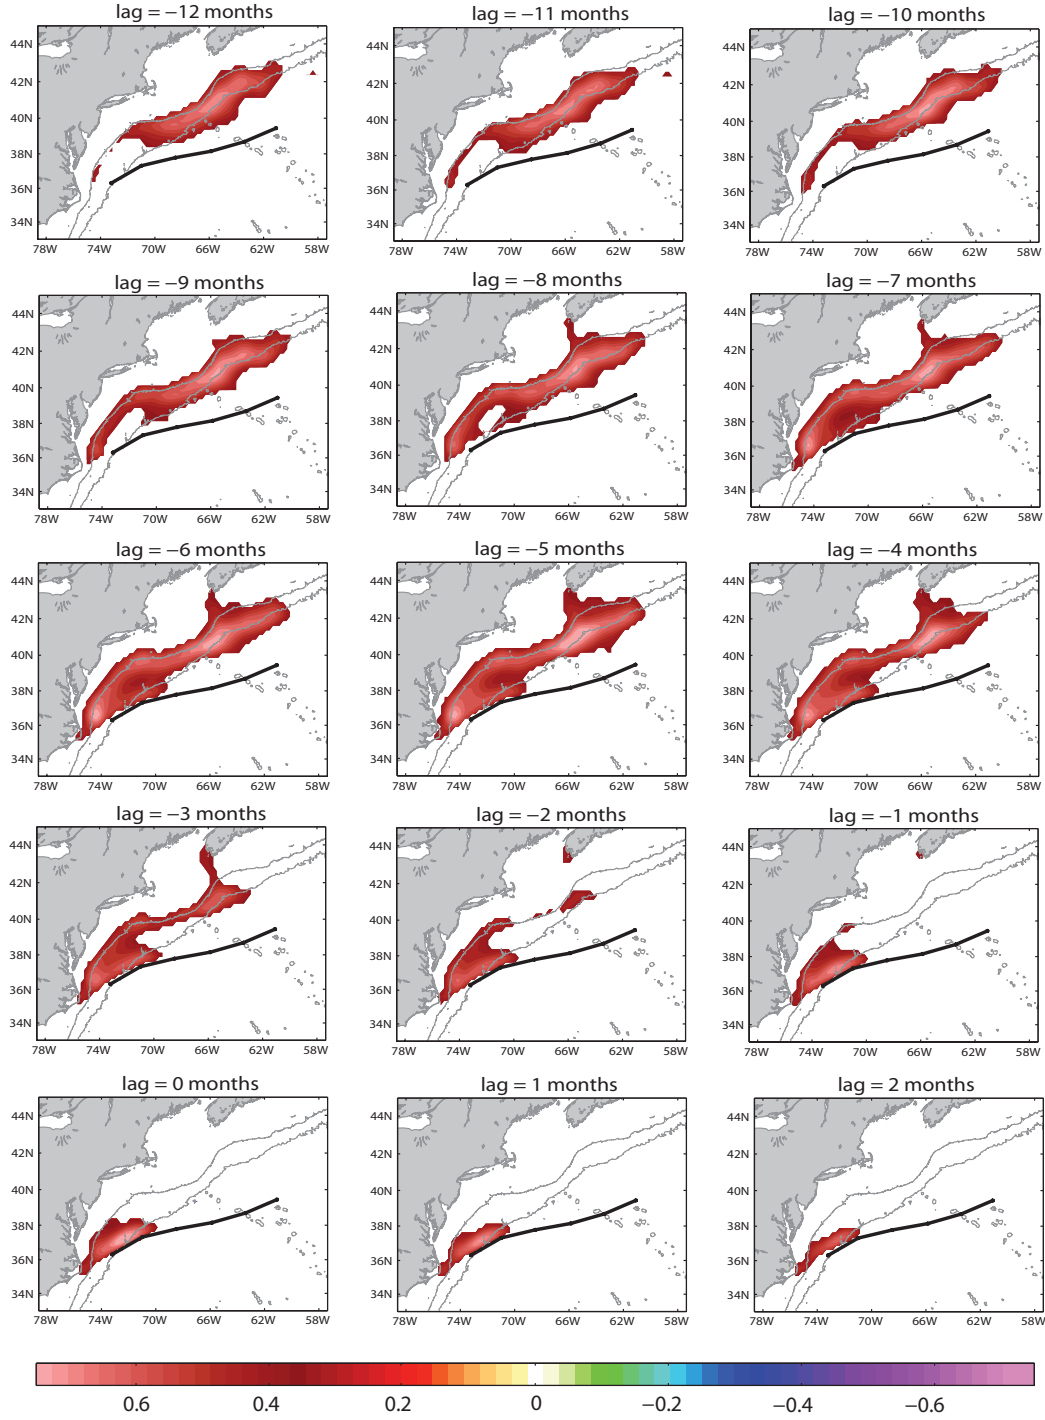 lag = −12 months
lag = −11 months
lag = −10 months
44N
42N
40N
38N
36N
34N
78W 74W 70W 66W 62W 58W
44N
42N
40N
38N
36N
34N
78W 74W 70W 66W 62W 58W
44N
42N
40N
38N
36N
34N
78W 74W 70W 66W 62W 58W
lag = −9 months
lag = −8 months
lag = −7 months
44N
42N
40N
38N
36N
34N
78W 74W 70W 66W 62W 58W
44N
42N
40N
38N
36N
34N
78W 74W 70W 66W 62W 58W
44N
42N
40N
38N
36N
34N
78W 74W 70W 66W 62W 58W
lag = −6 months
lag = −5 months
lag = −4 months
44N
42N
40N
38N
36N
34N
78W 74W 70W 66W 62W 58W
44N
42N
40N
38N
36N
34N
78W 74W 70W 66W 62W 58W
44N
42N
40N
38N
36N
34N
78W 74W 70W 66W 62W 58W
lag = −3 months
lag = −2 months
lag = −1 months
44N
42N
40N
38N
36N
34N
78W 74W 70W 66W 62W 58W
44N
42N
40N
38N
36N
34N
78W 74W 70W 66W 62W 58W
44N
42N
40N
38N
36N
34N
78W 74W 70W 66W 62W 58W
lag = 0 months
lag = 1 months
lag = 2 months
44N
42N
40N
38N
36N
34N
78W 74W 70W 66W 62W 58W
44N
42N
40N
38N
36N
34N
78W 74W 70W 66W 62W 58W
44N
42N
40N
38N
36N
34N
78W 74W 70W 66W 62W 58W
0.6 0.4 0.2 0 −0.2 −0.4 −0.6